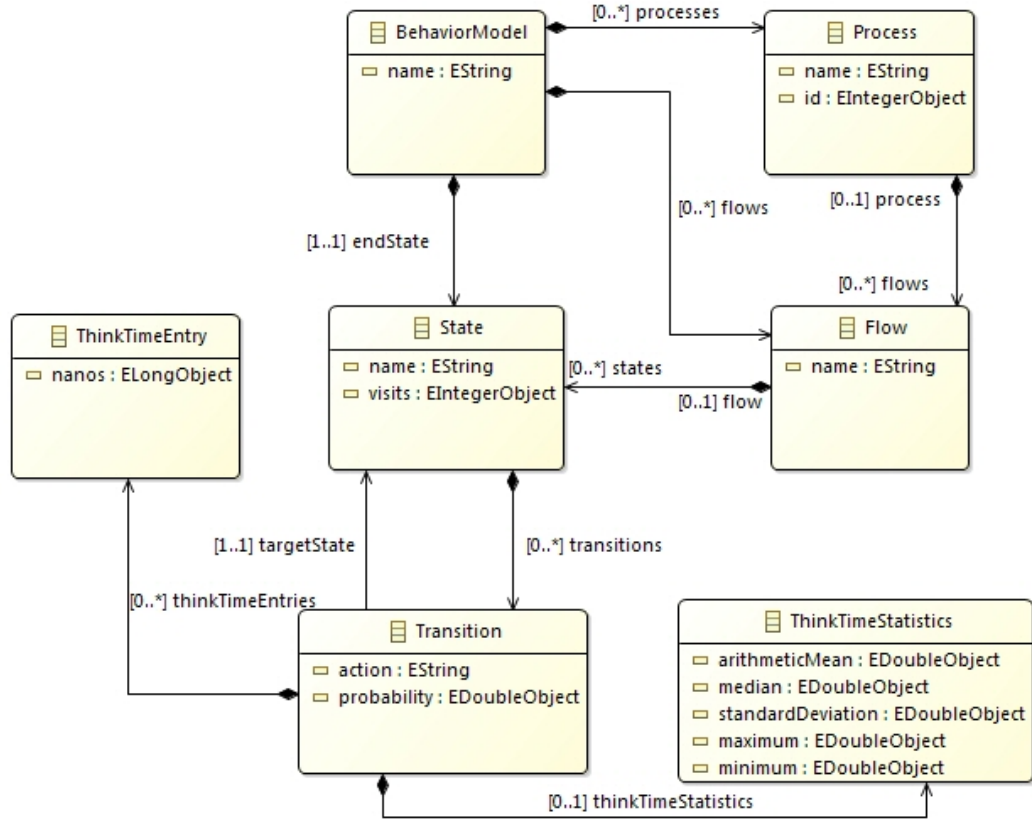 [0..*] processes
BehaviorModel
name : EString
Process
name : EString
id : EIntegerObject
[0..*] flows
[0..1] process
[1..1] endState
[0..*] flows
ThinkTimeEntry
nanos : ELongObject
State
name : EString
visits : EIntegerObject
[0..*] states
[0..1] flow
Flow
name : EString
[1..1] targetState
[0..*] transitions
[0..*] thinkTimeEntries
Transition
action : EString
probability : EDoubleObject
ThinkTimeStatistics
arithmeticMean : EDoubleObject
median : EDoubleObject
standardDeviation : EDoubleObject
maximum : EDoubleObject
minimum : EDoubleObject
[0..1] thinkTimeStatistics